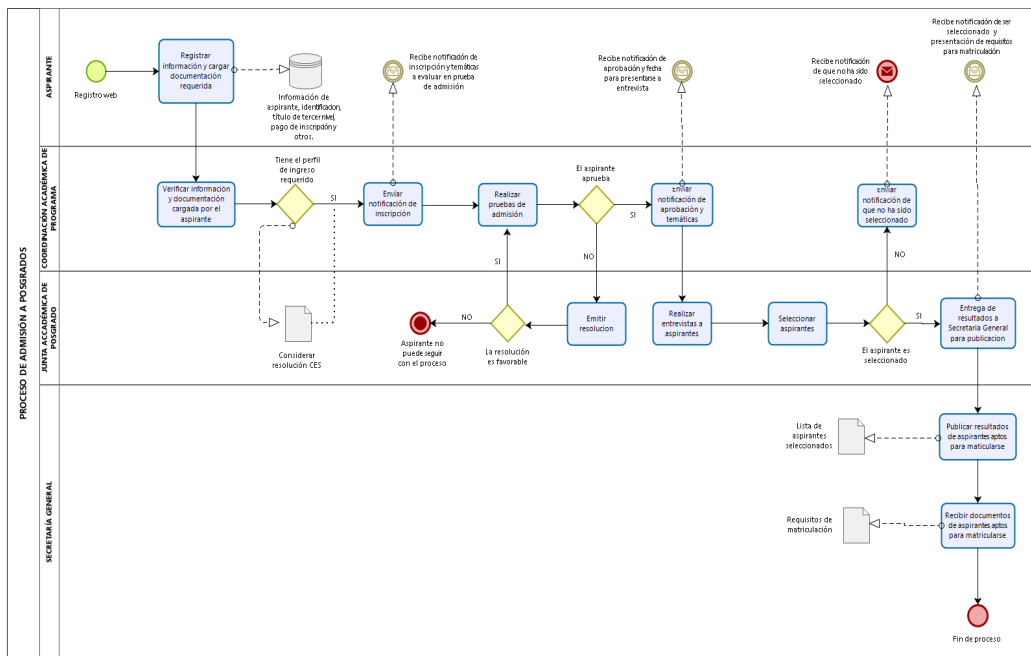 PROCESO DE ADMISIÓN A POSGRADOS
ASPIRANTE
Registro web
Registrar
información y cargar
documentación
requerida
Información de
aspirante, identificacion,
título de tercer nivel,
pago de inscripción y
otros.
Recibe notificación de
inscripción y temáticas
a evaluar en prueba
de admisión
Recibe notificación de
aprobación y fecha
para presentarse a
entrevista
Recibe notificación
de que no ha sido
seleccionado
Recibe notificación de ser
seleccionado y
presentación de requisitos
para matriculación
COORDINACIÓN ACADÉMICA DE
PROGRAMA
Verificar información
y documentación
cargada por el
aspirante
Tiene el perfil
de ingreso
requerido
SI
Envíar
notificación de
inscripción
Realizar
pruebas de
admisión
El aspirante
aprueba
SI
Envíar
notificación de
aprobación y
temáticas
Enviar
notificación de
que no ha sido
seleccionado
SI
NO
NO
JUNTA ACADÉMICA DE
POSGRADO
Considerar
resolución CES
Aspirante no
puede seguir
con el proceso
NO
La resolución
es favorable
Emitir
resolucion
Realizar
entrevistas a
aspirantes
Seleccionar
aspirantes
El aspirante es
seleccionado
SI
Entrega de
resultados a
Secretaria General
para publicacion
SECRETARÍA GENERAL
Lista de
aspirantes
seleccionados
Publicar resultados
de aspirantes aptos
para maticularse
Requisitos de
matriculación
Recibir documentos
de aspirantes aptos
para matricularse
Fin de proceso